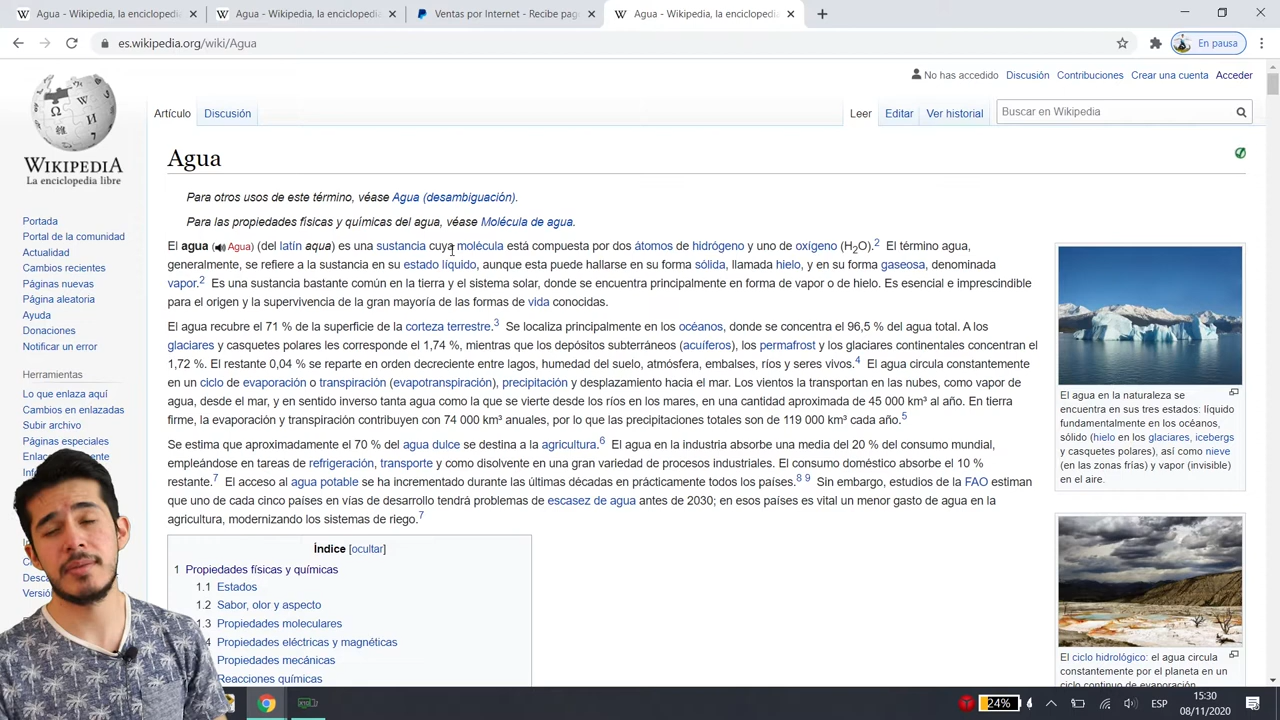 Agua - Wikipedia, la enciclopedia
Agua - Wikipedia, la enciclopedia
Ventas por Internet - Recibe pag
Agua - Wikipedia, la enciclopedia
es.wikipedia.org/wiki/Agua
En pausa
No has accedido Discusión Contribuciones Crear una cuenta Acceder
WIKIPEDIA
La enciclopedia libre
Artículo Discusión
Leer Editar Ver historial
Buscar en Wikipedia
Portada
Portal de la comunidad
Actualidad
Cambios recientes
Páginas nuevas
Página aleatoria
Ayuda
Donaciones
Notificar un error
Herramientas
Lo que enlaza aquí
Cambios en enlazadas
Subir archivo
Páginas especiales
Agua
Para otros usos de este término, véase Agua (desambiguación).
Para las propiedades físicas y químicas del agua, véase Molécula de agua.
El agua (Agua) (del latín aqua) es una sustancia cuya molécula está compuesta por dos átomos de hidrógeno y uno de oxígeno (H2O).2 El término agua,
generalmente, se refiere a la sustancia en su estado líquido, aunque esta puede hallarse en su forma sólida, llamada hielo, y en su forma gaseosa, denominada
vapor.2 Es una sustancia bastante común en la tierra y el sistema solar, donde se encuentra principalmente en forma de vapor o de hielo. Es esencial e imprescindible
para el origen y la supervivencia de la gran mayoría de las formas de vida conocidas.
El agua recubre el 71 % de la superficie de la corteza terrestre.3 Se localiza principalmente en los océanos, donde se concentra el 96,5 % del agua total. A los
glaciares y casquetes polares les corresponde el 1,74 %, mientras que los depósitos subterráneos (acuíferos), los permafrost y los glaciares continentales concentran el
1,72 %. El restante 0,04 % se reparte en orden decreciente entre lagos, humedad del suelo, atmósfera, embalses, ríos y seres vivos.4 El agua circula constantemente
en un ciclo de evaporación o transpiración (evapotranspiración), precipitación y desplazamiento hacia el mar. Los vientos la transportan en las nubes, como vapor de
agua, desde el mar, y en sentido inverso tanta agua como la que se vierte desde los ríos en los mares, en una cantidad aproximada de 45 000 km³ al año. En tierra
firme, la evaporación y transpiración contribuyen con 74 000 km³ anuales, por lo que las precipitaciones totales son de 119 000 km³ cada año.5
Se estima que aproximadamente el 70 % del agua dulce se destina a la agricultura.6 El agua en la industria absorbe una media del 20 % del consumo mundial,
empleándose en tareas de refrigeración, transporte y como disolvente en una gran variedad de procesos industriales. El consumo doméstico absorbe el 10 %
restante.7 El acceso al agua potable se ha incrementado durante las últimas décadas en prácticamente todos los países.8 9 Sin embargo, estudios de la FAO estiman
que uno de cada cinco países en vías de desarrollo tendrá problemas de escasez de agua antes de 2030; en esos países es vital un menor gasto de agua en la
agricultura, modernizando los sistemas de riego.7
Índice [ocultar]
1 Propiedades físicas y químicas
1.1 Estados
1.2 Sabor, olor y aspecto
1.3 Propiedades moleculares
Propiedades eléctricas y magnéticas
Propiedades mecánicas
Reacciones químicas
El agua en la naturaleza se
encuentra en sus tres estados: líquido
fundamentalmente en los océanos,
sólido (hielo en los glaciares, icebergs
y casquetes polares), así como nieve
(en las zonas frías) y vapor (invisible)
en el aire.
El ciclo hidrológico: el agua circula
constantemente por el planeta en un
ciclo continuo de evaporación,
24%
ESP
15:30
08/11/2020